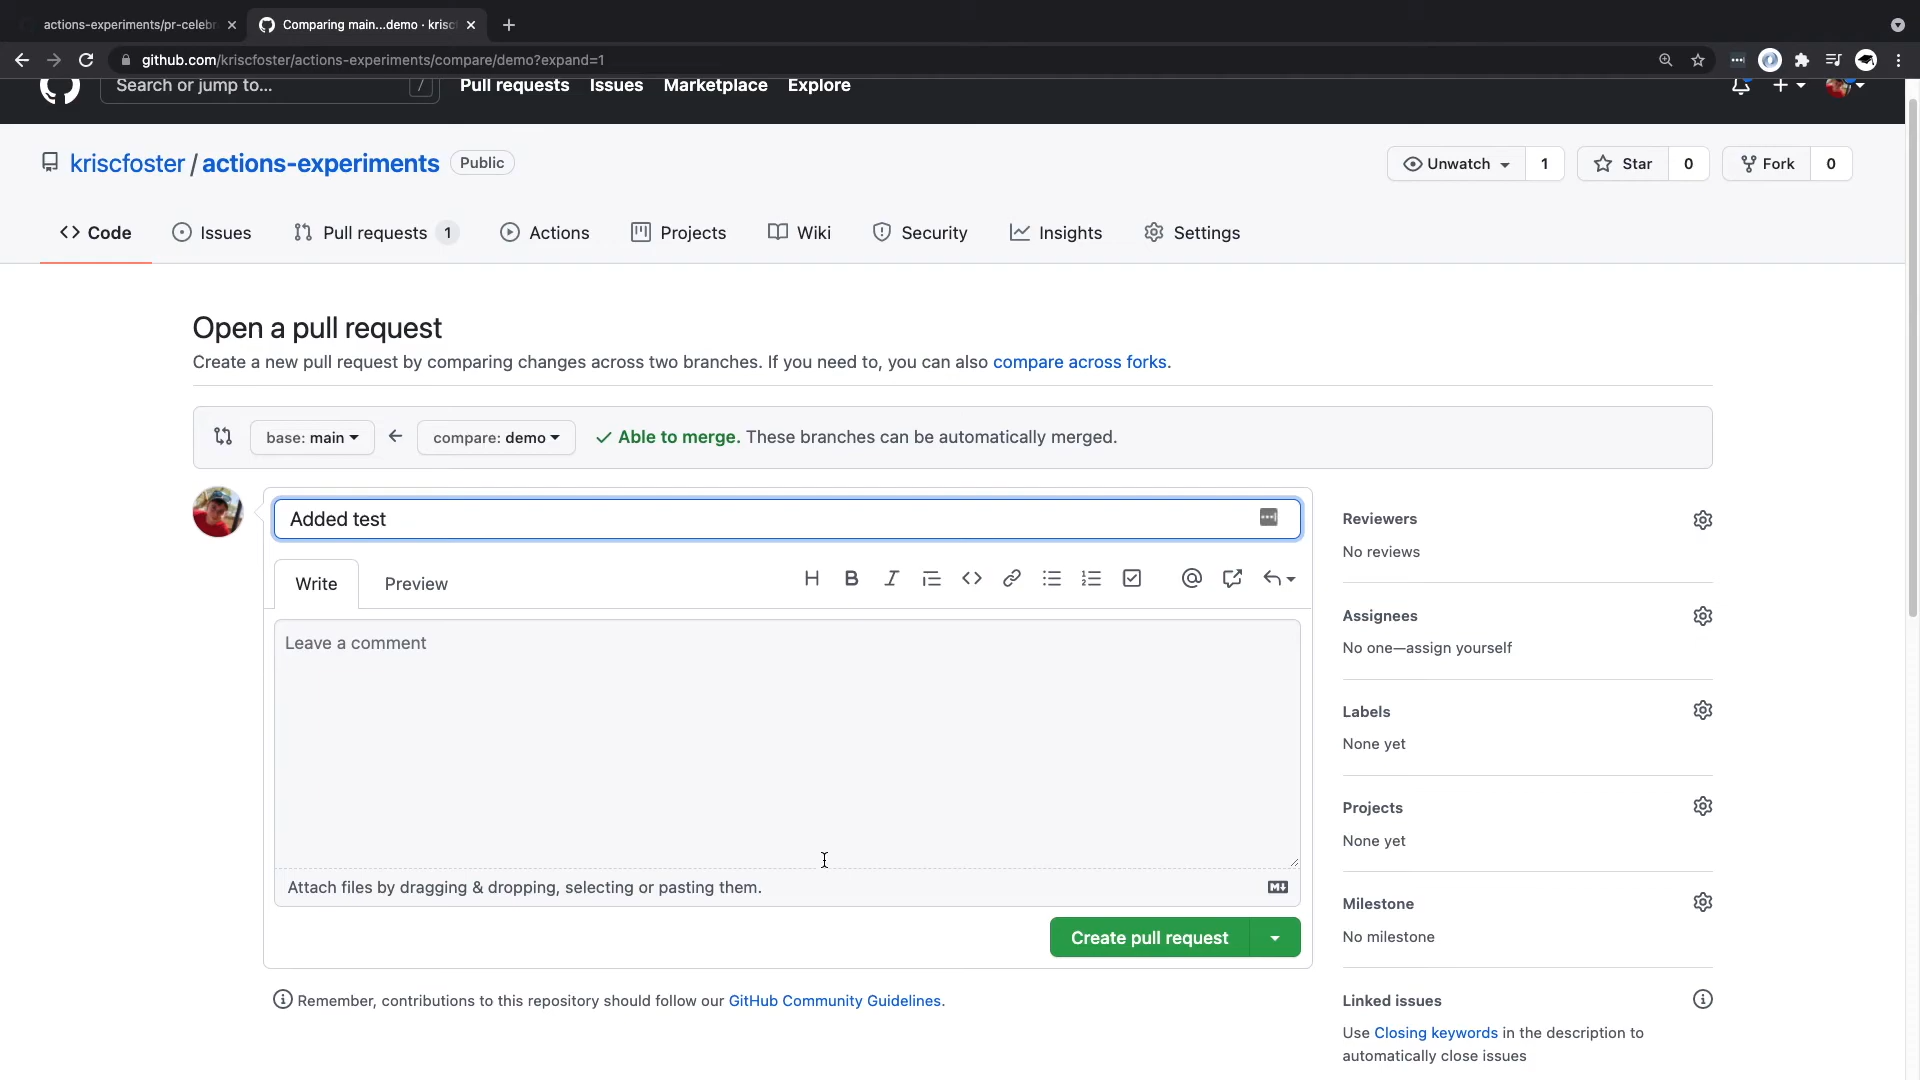 actions-experiments/pr-celebr
Comparing main...demo · krisc
github.com/kriscfoster/actions-experiments/compare/demo?expand=1
Search or jump to...
/
Pull requests
Issues
Marketplace
Explore
kriscfoster / actions-experiments
Public
Unwatch
1
Star
0
Fork
0
Code
Issues
Pull requests
1
Actions
Projects
Wiki
Security
Insights
Settings
Open a pull request
Create a new pull request by comparing changes across two branches. If you need to, you can also compare across forks.
base: main
compare: demo
Able to merge. These branches can be automatically merged.
Added test
Write
Preview
Leave a comment
Attach files by dragging & dropping, selecting or pasting them.
Create pull request
Remember, contributions to this repository should follow our GitHub Community Guidelines.
Reviewers
No reviews
Assignees
No one—assign yourself
Labels
None yet
Projects
None yet
Milestone
No milestone
Linked issues
Use Closing keywords in the description to
automatically close issues